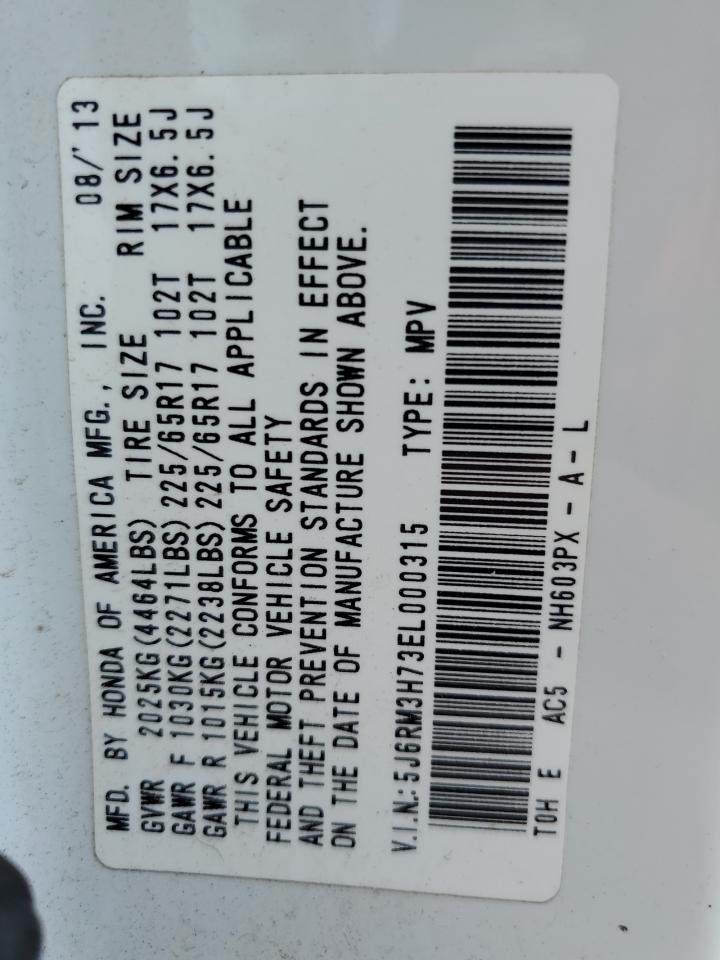 MFD. BY HONDA OF AMERICA MFG., INC. 08/'13
GVWR 2025KG(4464LBS) TIRE SIZE RIM SIZE
GAWR F 1030KG(2271LBS) 225/65R17 102T 17X6.5J
GAWR R 1015KG(2238LBS) 225/65R17 102T 17X6.5J
THIS VEHICLE CONFORMS TO ALL APPLICABLE
FEDERAL MOTOR VEHICLE SAFETY
AND THEFT PREVENTION STANDARDS IN EFFECT
ON THE DATE OF MANUFACTURE SHOWN ABOVE.
V.I.N.:5J6RM3H73EL000315 TYPE: MPV
T0H E AC5 - NH603PX - A - L